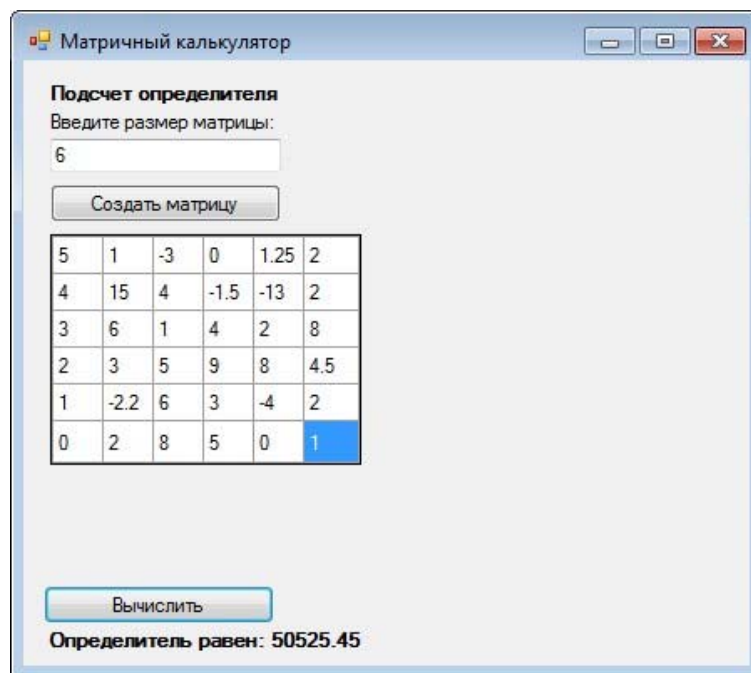 Матричный калькулятор
Подсчет определителя
Введите размер матрицы:
6
Создать матрицу
5 1 -3 0 1.25 2
4 15 4 -1.5 -13 2
3 6 1 4 2 8
2 3 5 9 8 4.5
1 -2.2 6 3 -4 2
0 2 8 5 0 1
Вычислить
Определитель равен: 50525.45